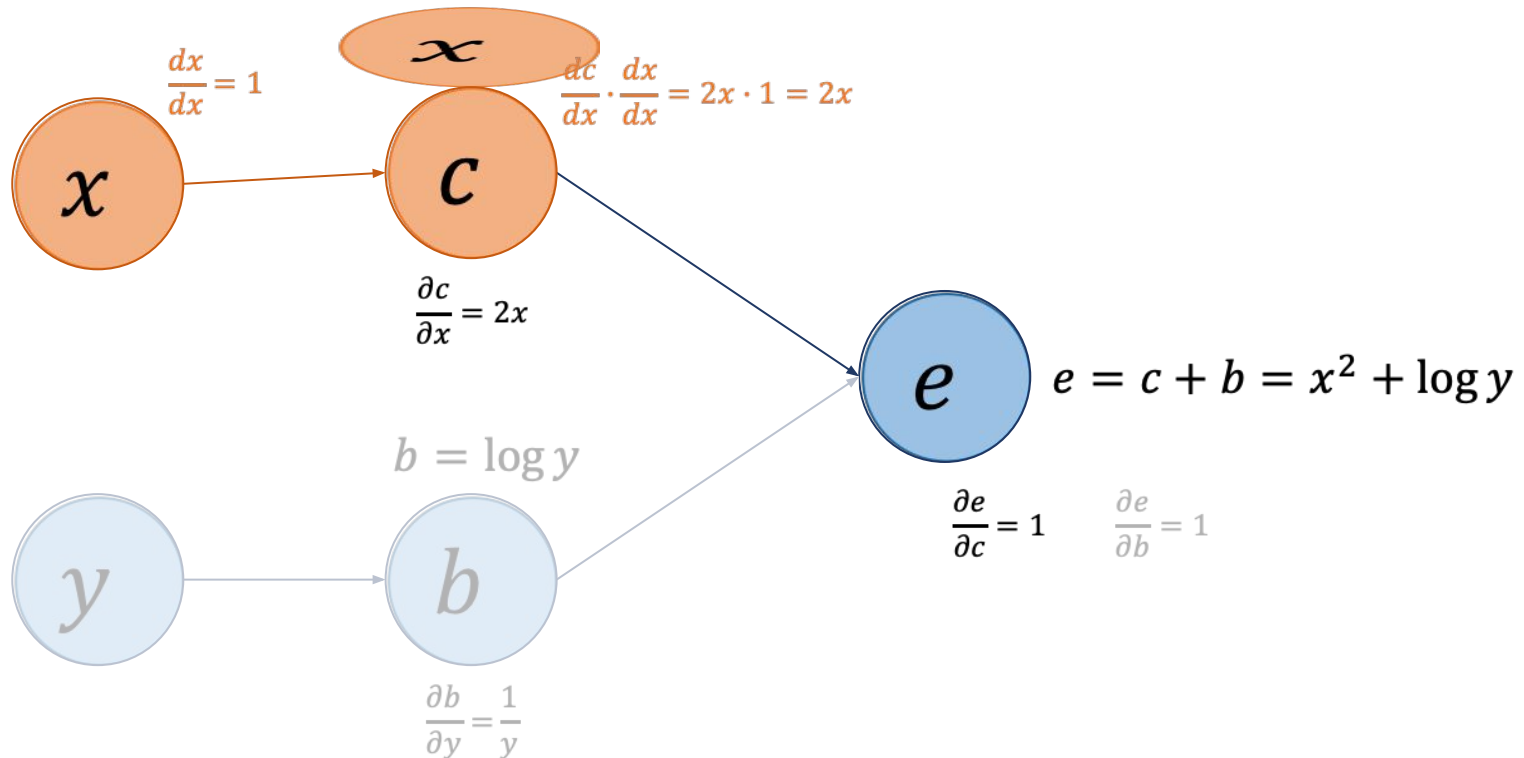 x
dx/dx = 1
x
dc/dx · dx/dx = 2x · 1 = 2x
c
∂c/∂x = 2x
e
e = c + b = x² + log y
∂e/∂c = 1
∂e/∂b = 1
b = log y
y
b
∂b/∂y = 1/y